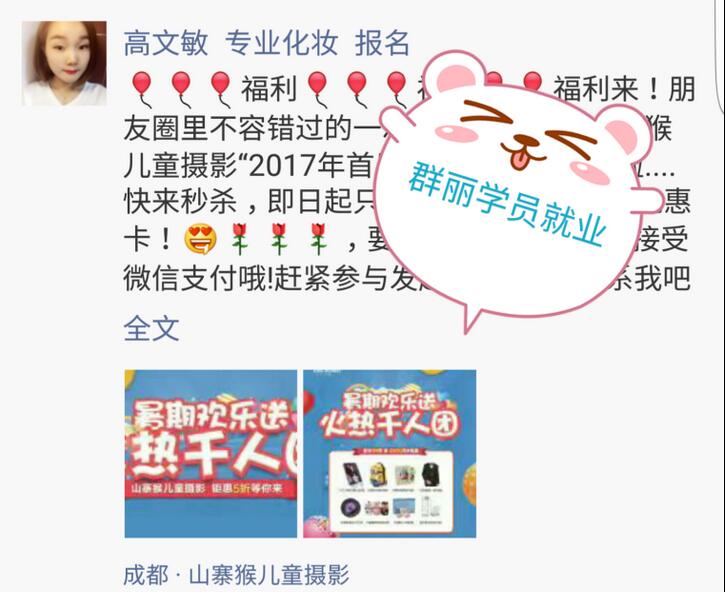 高文敏 专业化妆 报名
福利 福利来！朋
友圈里不容错过的一 猴
儿童摄影“2017年首 ....
快来秒杀，即日起只 惠
卡！ ，要 接受
微信支付哦!赶紧参与发 系我吧
群丽学员就业
全文
暑期欢乐送
热千人
山寨猴儿童摄影 钜惠5折等你来
暑期欢乐送
火热千人团
成都·山寨猴儿童摄影